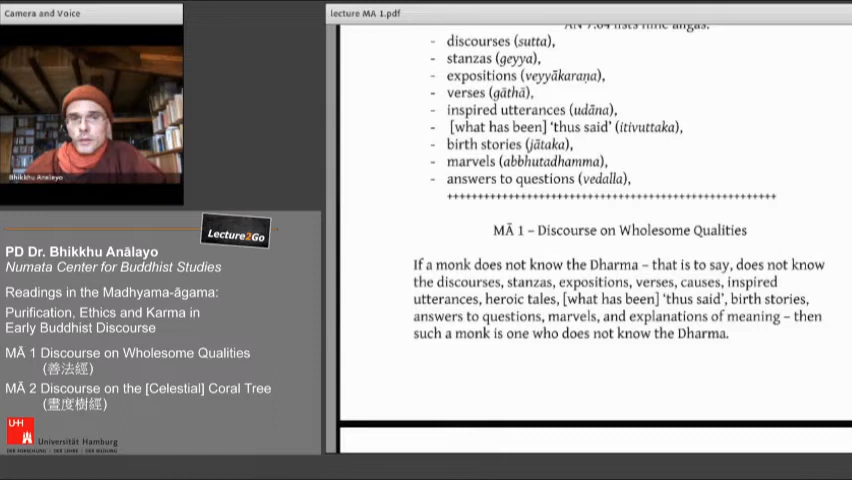 Camera and Voice
Bhikkhu Analayo
Lecture2Go
PD Dr. Bhikkhu Anālayo
Numata Center for Buddhist Studies
Readings in the Madhyama-āgama:
Purification, Ethics and Karma in
Early Buddhist Discourse
MĀ 1 Discourse on Wholesome Qualities
(善法經)
MĀ 2 Discourse on the [Celestial] Coral Tree
(晝度樹經)
UH
Universität Hamburg
DER FORSCHUNG | DER LEHRE | DER BILDUNG
lecture MA 1.pdf
- discourses (sutta),
- stanzas (geyya),
- expositions (veyyākaraṇa),
- verses (gāthā),
- inspired utterances (udāna),
- [what has been] ‘thus said’ (itivuttaka),
- birth stories (jātaka),
- marvels (abbhutadhamma),
- answers to questions (vedalla),
++++++++++++++++++++++++++++++++++++++++++++++++
MĀ 1 – Discourse on Wholesome Qualities
If a monk does not know the Dharma – that is to say, does not know
the discourses, stanzas, expositions, verses, causes, inspired
utterances, heroic tales, [what has been] ‘thus said’, birth stories,
answers to questions, marvels, and explanations of meaning – then
such a monk is one who does not know the Dharma.